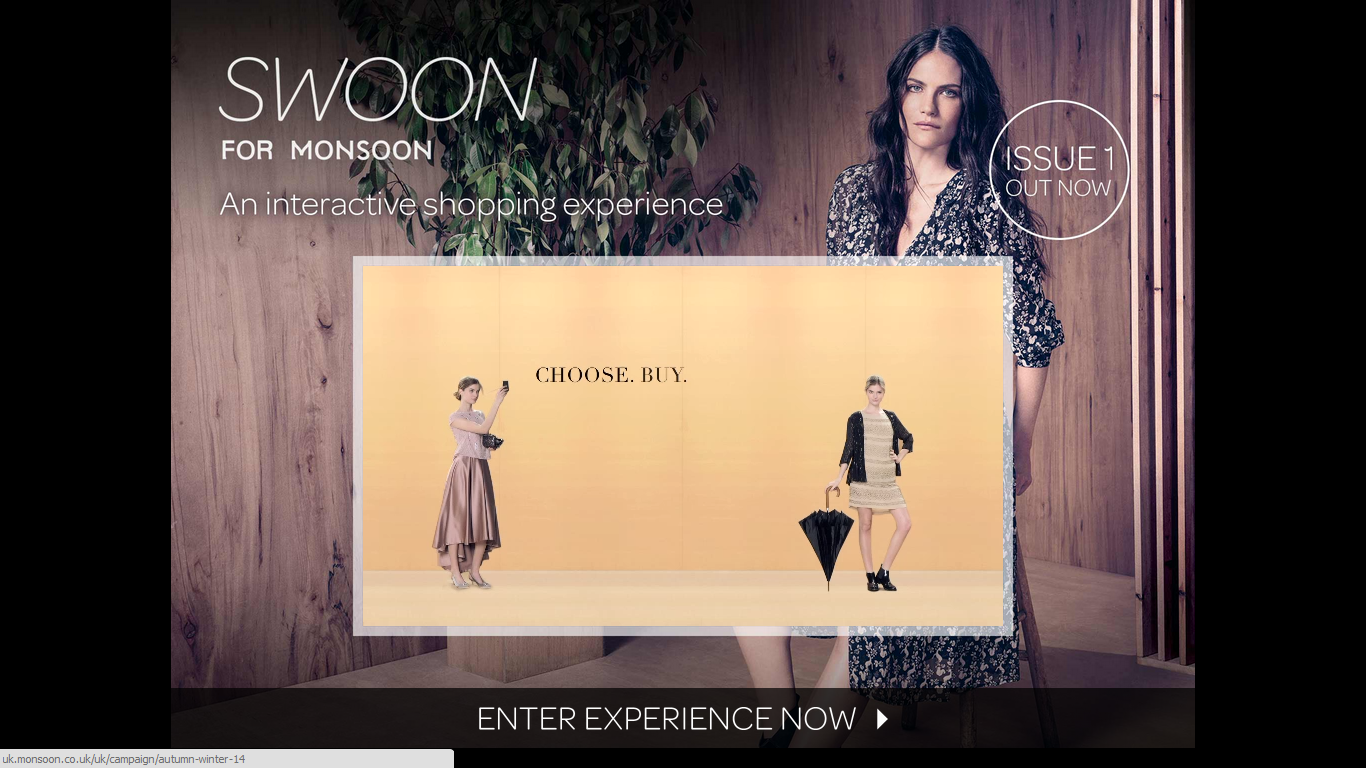 SWOON
FOR MONSOON
An interactive shopping experience
ISSUE 1
OUT NOW
CHOOSE. BUY.
ENTER EXPERIENCE NOW
uk.monsoon.co.uk/uk/campaign/autumn-winter-14